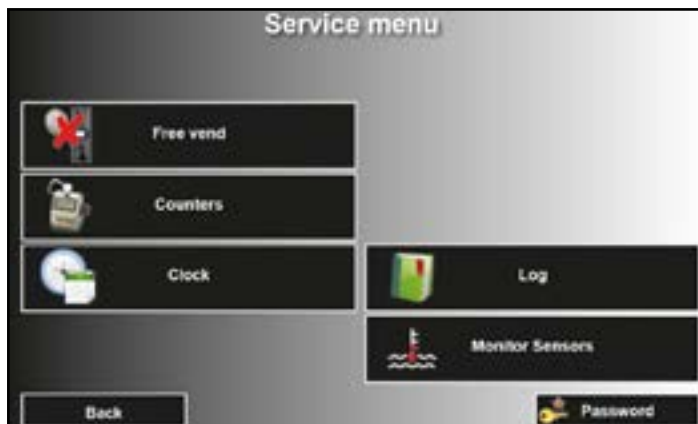 Service menu
Free vend
Counters
Clock
Log
Monitor Sensors
Back
Password